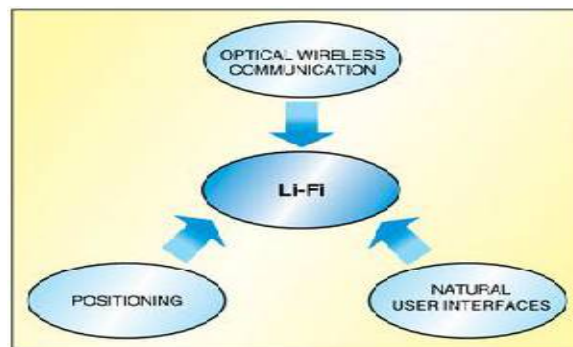 OPTICAL WIRELESS
COMMUNICATION
Li-Fi
POSITIONING
NATURAL
USER INTERFACES